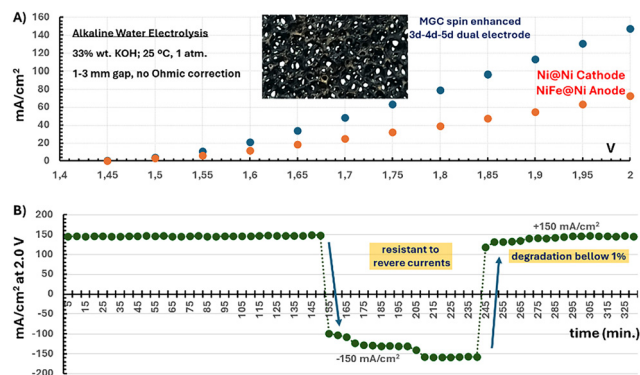 A)
mA/cm²
160
140
120
100
80
60
40
20
0
Alkaline Water Electrolysis
33% wt. KOH; 25 ºC, 1 atm.
1-3 mm gap, no Ohmic correction
MGC spin enhanced
3d-4d-5d dual electrode
Ni@Ni Cathode
NiFe@Ni Anode
V
1,4 1,45 1,5 1,55 1,6 1,65 1,7 1,75 1,8 1,85 1,9 1,95 2
B)
mA/cm² at 2.0 V
200
150
100
50
0
-50
-100
-150
-200
resistant to
revere currents
+150 mA/cm²
degradation bellow 1%
5 15 25 35 45 55 65 75 85 95 105 115 125 135 145 155 165 175 185 195 205 215 225 235 245 255 265 275 285 295 305 315 325
time (min.)
-150 mA/cm²